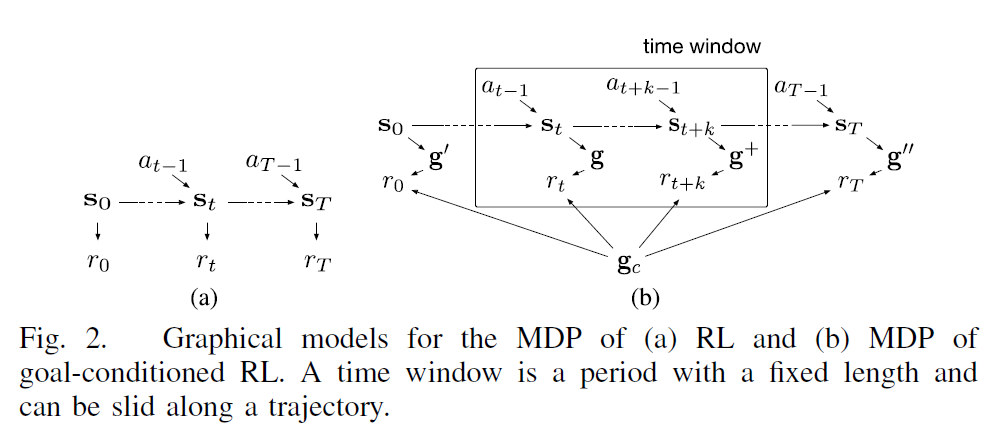 time window
a_{t−1} a_{t+k−1} a_{T−1}
s_0 s_t s_{t+k} s_T
g′ g g^+ g″
r_0 r_t r_{t+k} r_T
g_c
(b)
a_{t−1} a_{T−1}
s_0 s_t s_T
r_0 r_t r_T
(a)
Fig. 2. Graphical models for the MDP of (a) RL and (b) MDP of
goal-conditioned RL. A time window is a period with a fixed length and
can be slid along a trajectory.